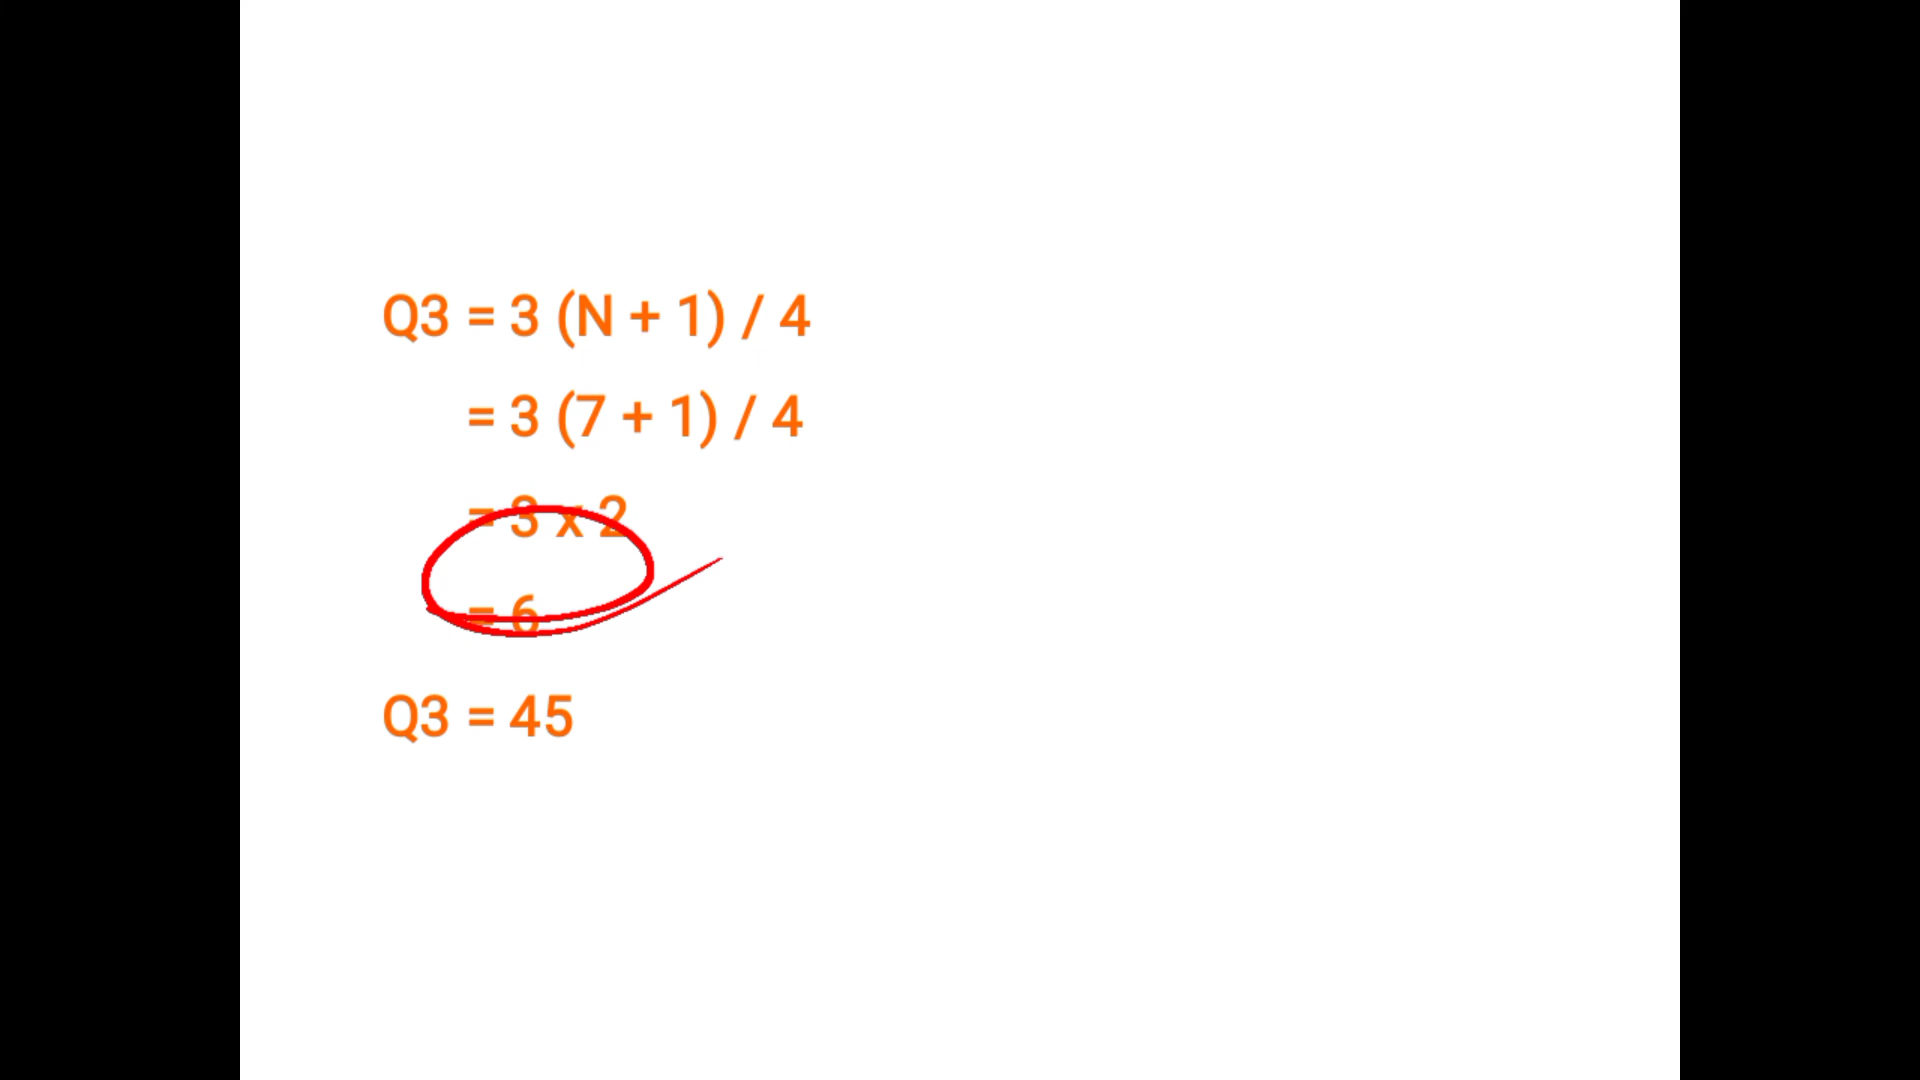 Q3 = 3 (N + 1) / 4
= 3 (7 + 1) / 4
= 3 x 2
= 6
Q3 = 45